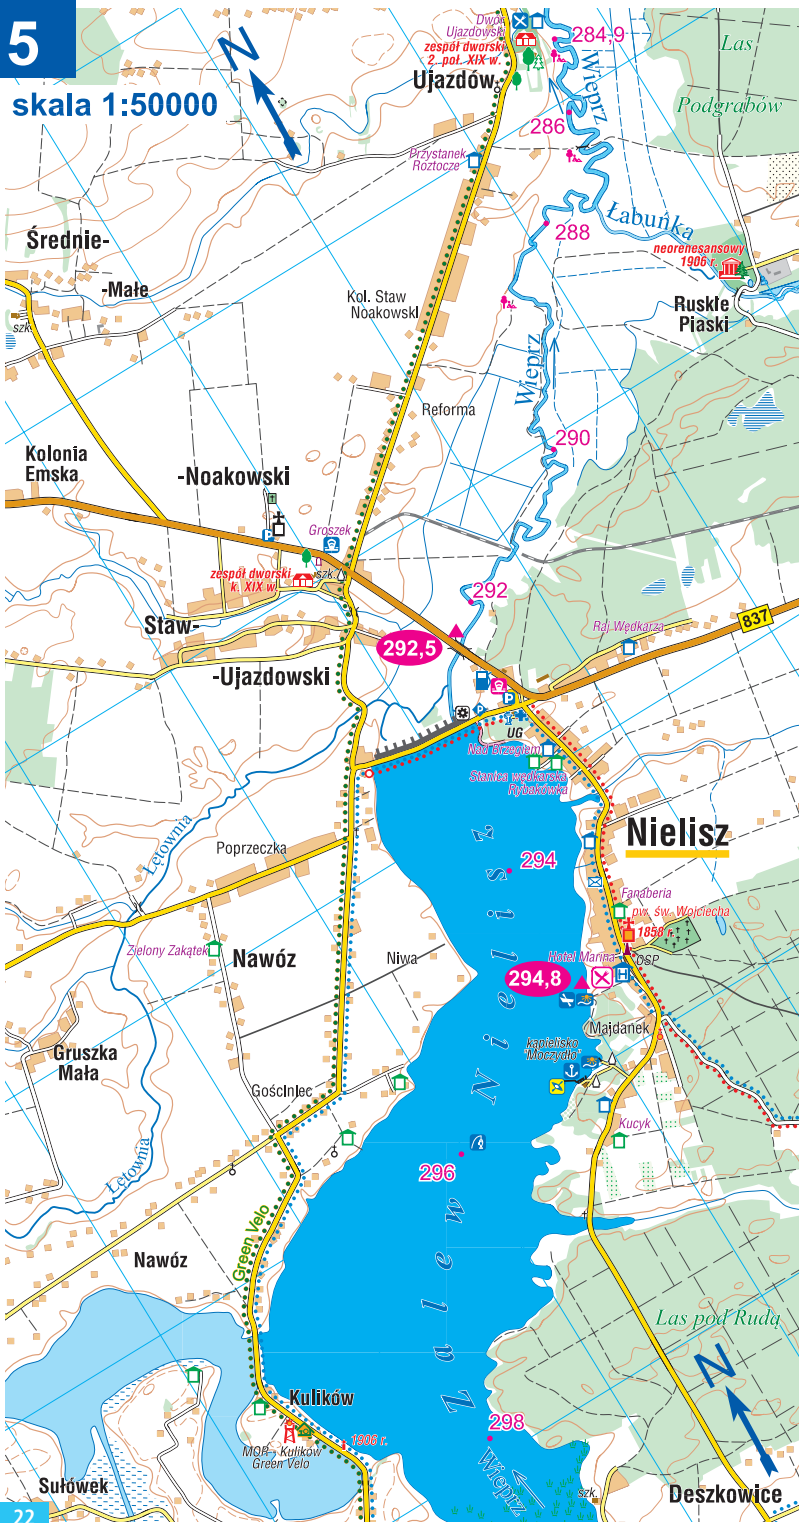 5
skala 1:50000
N
Dwór
Ujazdowski
zespół dworski
2. poł. XIX w.
Ujazdów
284,9
Wieprz
Las
Podgrabów
286
Przystanek
Roztocze
Łabuńka
288
neorenesansowy
1906 r.
Średnie-
-Małe
szk.
Kol. Staw
Noakowski
Ruskie
Piaski
Wieprz
Reforma
290
Kolonia
Emska
-Noakowski
P
Groszek
zespół dworski
k. XIX w
szk.
292
Staw-
292,5
Raj Wędkarza
837
-Ujazdowski
P
P
UG
Nad Brzegiem
Stanica wędkarska
Rybakówka
Łętownia
Nielisz
Poprzeczka
294
Fanaberia
pw. św. Wojciecha
1858 r.
OSP
Zielony Zakątek
Nawóz
Niwa
Hotel Marina
294,8
H
Majdanek
kąpielisko
"Moczydło"
Gruszka
Mała
Gościniec
Kucyk
296
Łętownia
Green Velo
Zalew Nielisz
Nawóz
Las pod Rudą
N
Kulików
1906 r.
MOR - Kulików
Green Velo
298
Wieprz
Sułówek
szk.
Deszkowice
22